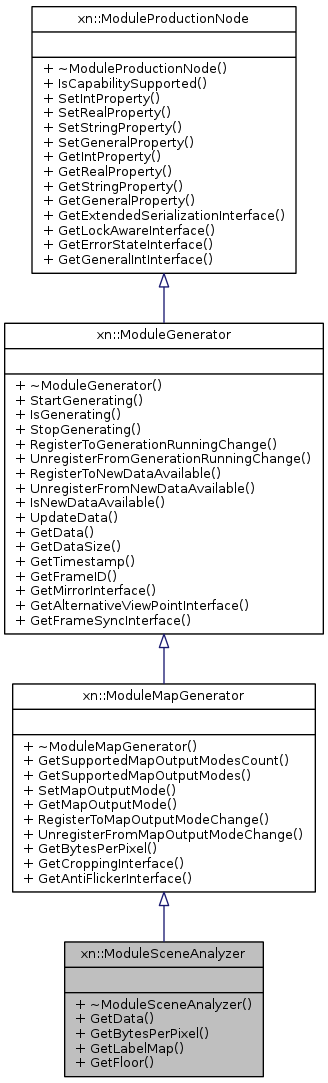 xn::ModuleProductionNode
+ ~ModuleProductionNode()
+ IsCapabilitySupported()
+ SetIntProperty()
+ SetRealProperty()
+ SetStringProperty()
+ SetGeneralProperty()
+ GetIntProperty()
+ GetRealProperty()
+ GetStringProperty()
+ GetGeneralProperty()
+ GetExtendedSerializationInterface()
+ GetLockAwareInterface()
+ GetErrorStateInterface()
+ GetGeneralIntInterface()
xn::ModuleGenerator
+ ~ModuleGenerator()
+ StartGenerating()
+ IsGenerating()
+ StopGenerating()
+ RegisterToGenerationRunningChange()
+ UnregisterFromGenerationRunningChange()
+ RegisterToNewDataAvailable()
+ UnregisterFromNewDataAvailable()
+ IsNewDataAvailable()
+ UpdateData()
+ GetData()
+ GetDataSize()
+ GetTimestamp()
+ GetFrameID()
+ GetMirrorInterface()
+ GetAlternativeViewPointInterface()
+ GetFrameSyncInterface()
xn::ModuleMapGenerator
+ ~ModuleMapGenerator()
+ GetSupportedMapOutputModesCount()
+ GetSupportedMapOutputModes()
+ SetMapOutputMode()
+ GetMapOutputMode()
+ RegisterToMapOutputModeChange()
+ UnregisterFromMapOutputModeChange()
+ GetBytesPerPixel()
+ GetCroppingInterface()
+ GetAntiFlickerInterface()
xn::ModuleSceneAnalyzer
+ ~ModuleSceneAnalyzer()
+ GetData()
+ GetBytesPerPixel()
+ GetLabelMap()
+ GetFloor()